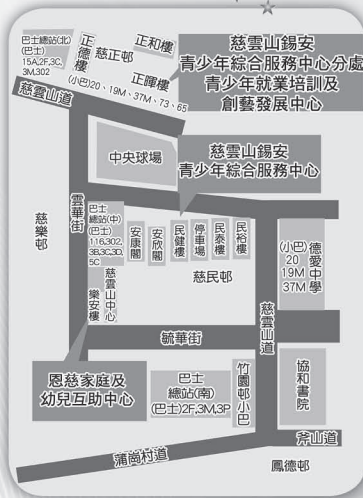 巴士總站(北)
(巴士)
15A,2F,3C,
3M,302
正德樓
慈正邨
正和樓
正暉樓
(小巴)20、19M、37M、73、65
慈雲山道
慈雲山錫安
青少年綜合服務中心分處
青少年就業培訓及
創藝發展中心
中央球場
慈雲山錫安
青少年綜合服務中心
慈樂邨
雲華街
巴士
總站(中)
(巴士)
116,302,
3B,3C,3D,
5C
慈雲山中心
樂安樓
安康閣
安欣閣
民健樓
停車場
民泰樓
民裕樓
慈民邨
慈雲山道
(小巴)
20
19M
37M
德愛中學
毓華街
恩慈家庭及
幼兒互助中心
巴士
總站(南)
(巴士)2F,3M,3P
竹園邨小巴
協和書院
斧山道
蒲崗村道
鳳德邨